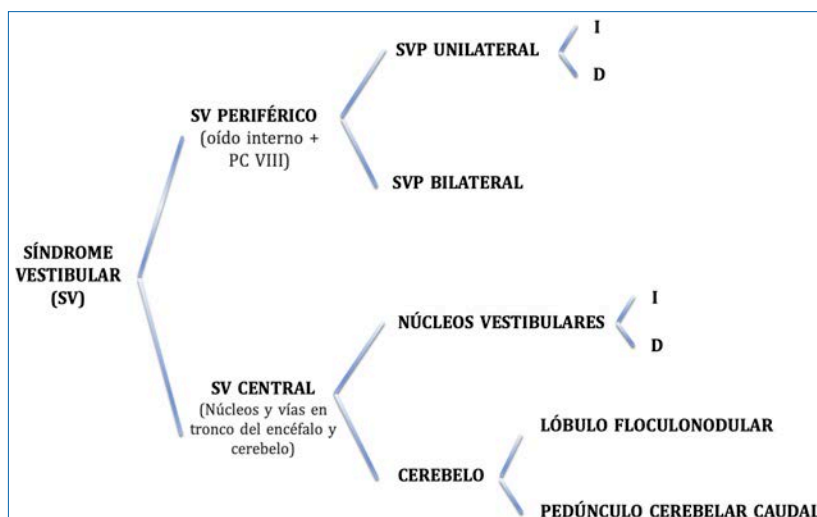 I
SVP UNILATERAL
D
SV PERIFÉRICO
(oído interno +
PC VIII)
SVP BILATERAL
SÍNDROME
VESTIBULAR
(SV)
I
NÚCLEOS VESTIBULARES
D
SV CENTRAL
(Núcleos y vías en
tronco del encéfalo y
cerebelo)
LÓBULO FLOCULONODULAR
CEREBELO
PEDÚNCULO CEREBELAR CAUDAL